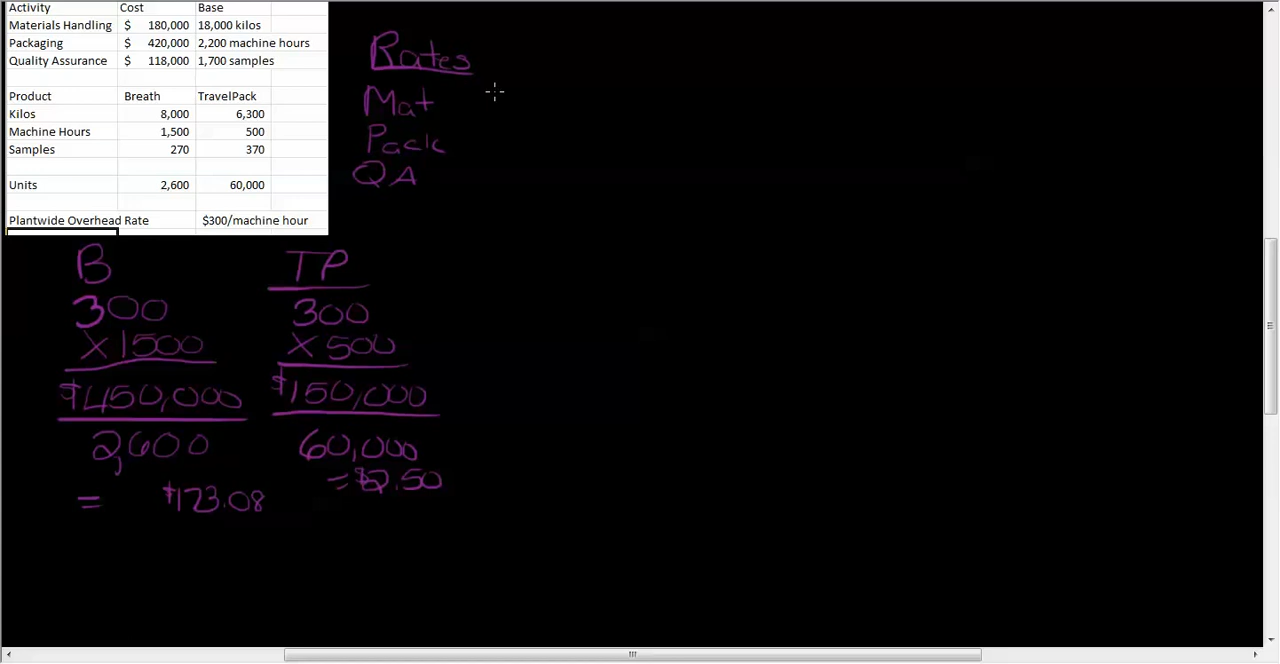 Activity Cost Base
Materials Handling $ 180,000 18,000 kilos
Packaging $ 420,000 2,200 machine hours
Quality Assurance $ 118,000 1,700 samples
Product Breath TravelPack
Kilos 8,000 6,300
Machine Hours 1,500 500
Samples 270 370
Units 2,600 60,000
Plantwide Overhead Rate $300/machine hour
Rates
Mat
Pack
QA
B
300
X 1500
$450,000
2,600
= $173.08
TP
300
X 500
$150,000
60,000
= $2.50